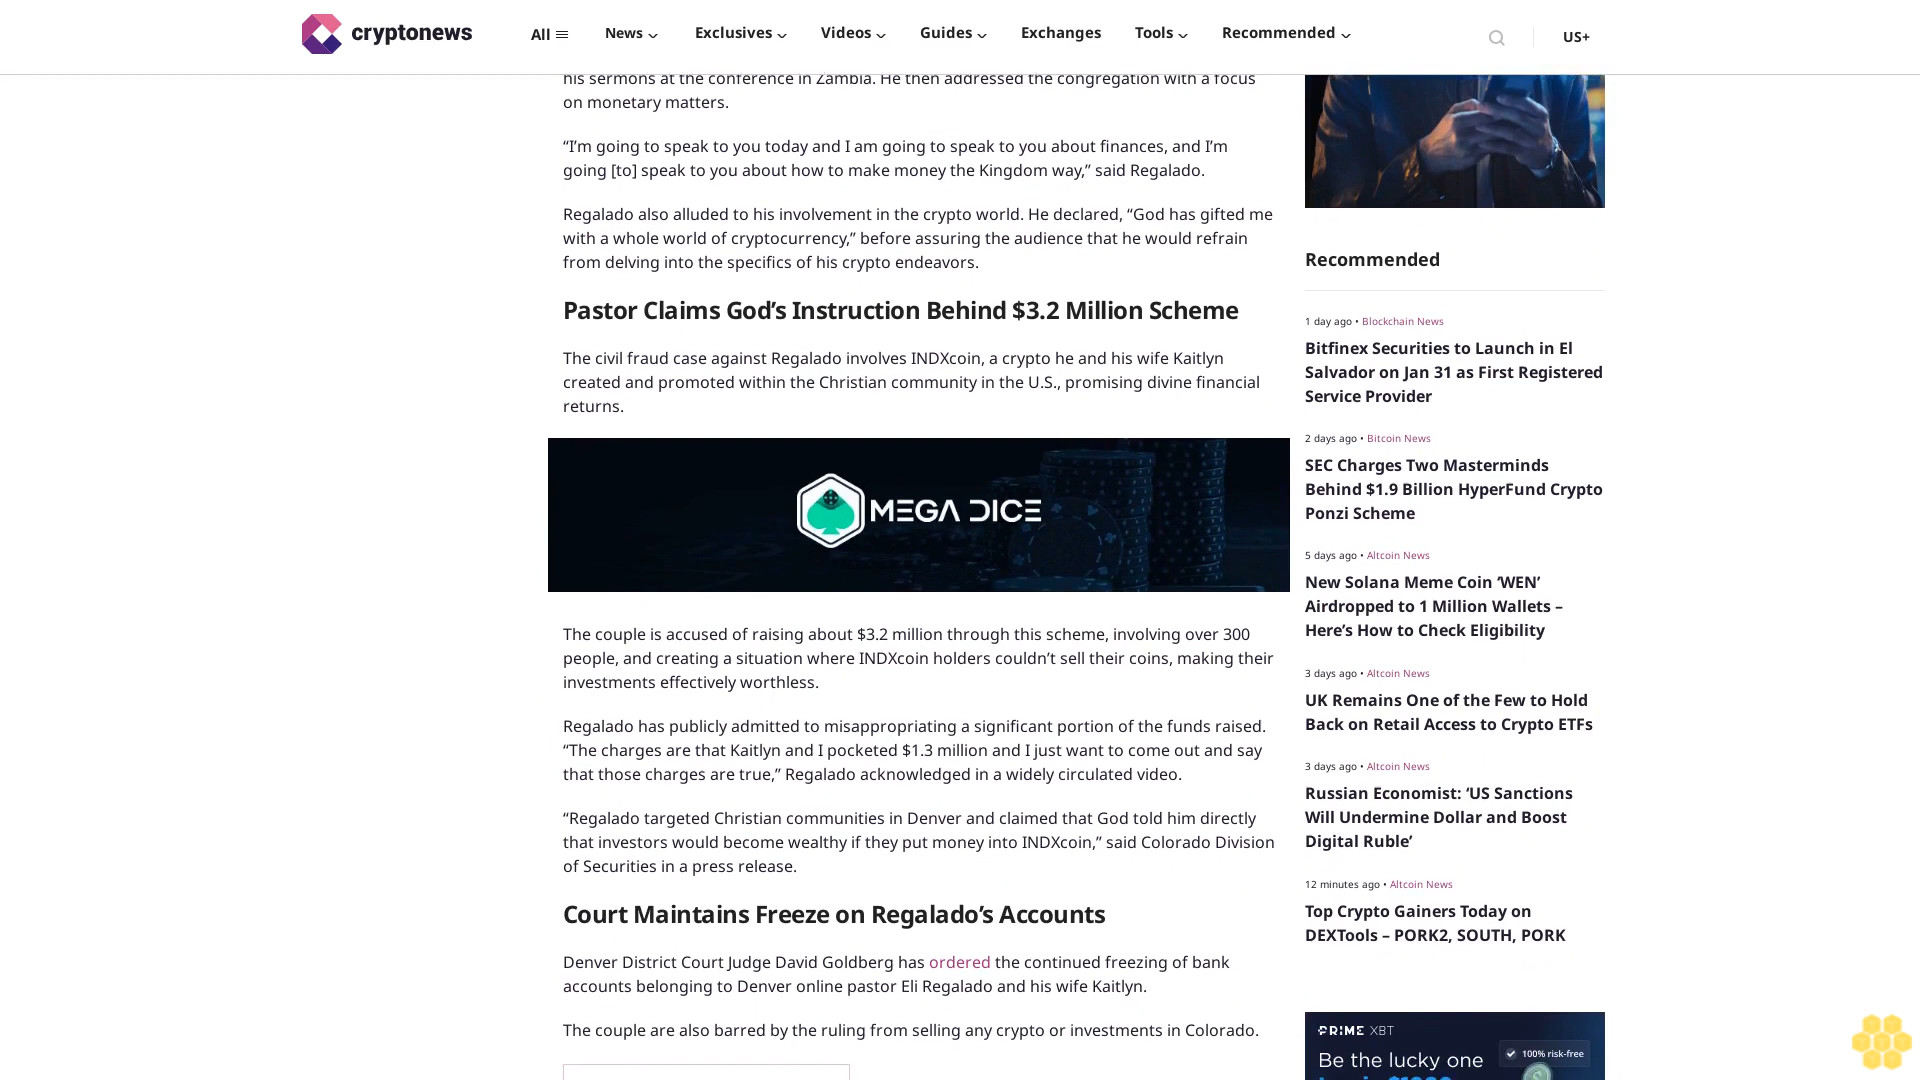 cryptonews
All
News
Exclusives
Videos
Guides
Exchanges
Tools
Recommended
US+
his sermons at the conference in Zambia. He then addressed the congregation with a focus
on monetary matters.
“I’m going to speak to you today and I am going to speak to you about finances, and I’m
going [to] speak to you about how to make money the Kingdom way,” said Regalado.
Regalado also alluded to his involvement in the crypto world. He declared, “God has gifted me
with a whole world of cryptocurrency,” before assuring the audience that he would refrain
from delving into the specifics of his crypto endeavors.
Pastor Claims God’s Instruction Behind $3.2 Million Scheme
The civil fraud case against Regalado involves INDXcoin, a crypto he and his wife Kaitlyn
created and promoted within the Christian community in the U.S., promising divine financial
returns.
MEGA DICE
The couple is accused of raising about $3.2 million through this scheme, involving over 300
people, and creating a situation where INDXcoin holders couldn’t sell their coins, making their
investments effectively worthless.
Regalado has publicly admitted to misappropriating a significant portion of the funds raised.
“The charges are that Kaitlyn and I pocketed $1.3 million and I just want to come out and say
that those charges are true,” Regalado acknowledged in a widely circulated video.
“Regalado targeted Christian communities in Denver and claimed that God told him directly
that investors would become wealthy if they put money into INDXcoin,” said Colorado Division
of Securities in a press release.
Court Maintains Freeze on Regalado’s Accounts
Denver District Court Judge David Goldberg has ordered the continued freezing of bank
accounts belonging to Denver online pastor Eli Regalado and his wife Kaitlyn.
The couple are also barred by the ruling from selling any crypto or investments in Colorado.
Recommended
1 day ago • Blockchain News
Bitfinex Securities to Launch in El
Salvador on Jan 31 as First Registered
Service Provider
2 days ago • Bitcoin News
SEC Charges Two Masterminds
Behind $1.9 Billion HyperFund Crypto
Ponzi Scheme
5 days ago • Altcoin News
New Solana Meme Coin ‘WEN’
Airdropped to 1 Million Wallets –
Here’s How to Check Eligibility
3 days ago • Altcoin News
UK Remains One of the Few to Hold
Back on Retail Access to Crypto ETFs
3 days ago • Altcoin News
Russian Economist: ‘US Sanctions
Will Undermine Dollar and Boost
Digital Ruble’
12 minutes ago • Altcoin News
Top Crypto Gainers Today on
DEXTools – PORK2, SOUTH, PORK
PRIME XBT
100% risk-free
Be the lucky one